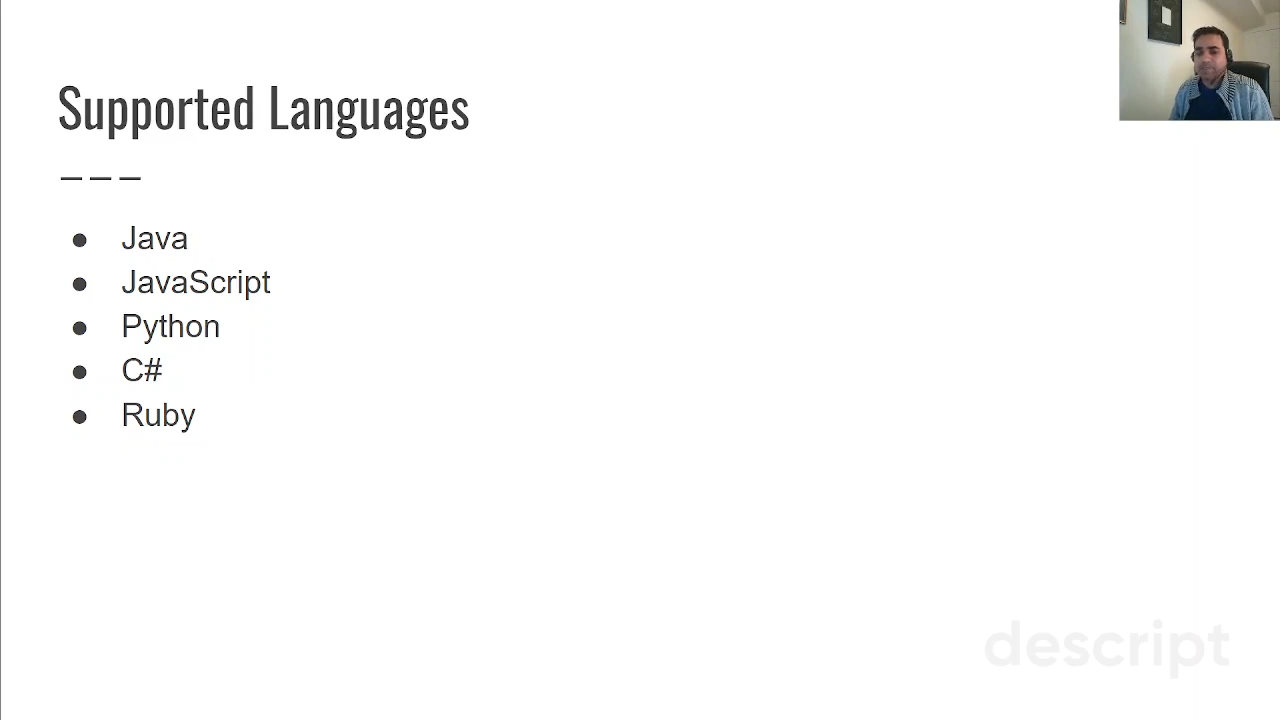 Supported Languages
– – –
● Java
● JavaScript
● Python
● C#
● Ruby
descript